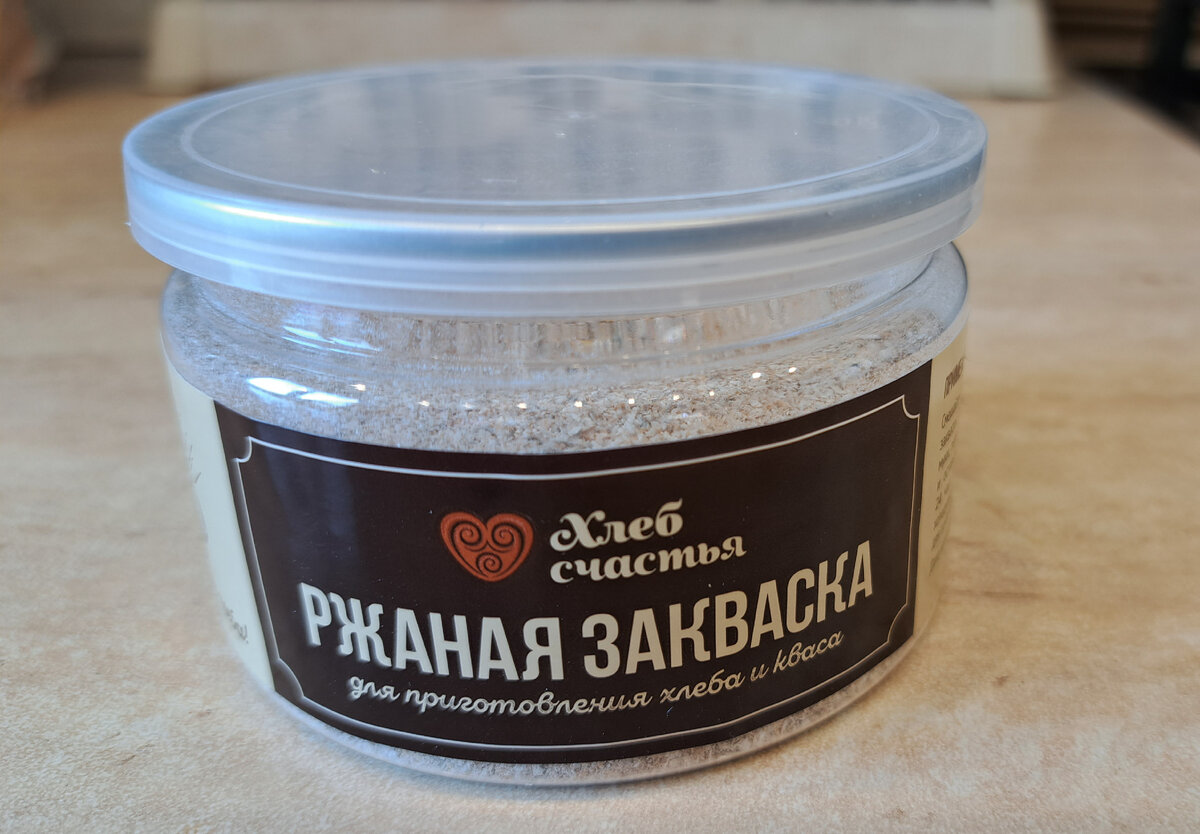 Хлеб
счастья
РЖАНАЯ ЗАКВАСКА
для приготовления хлеба и кваса